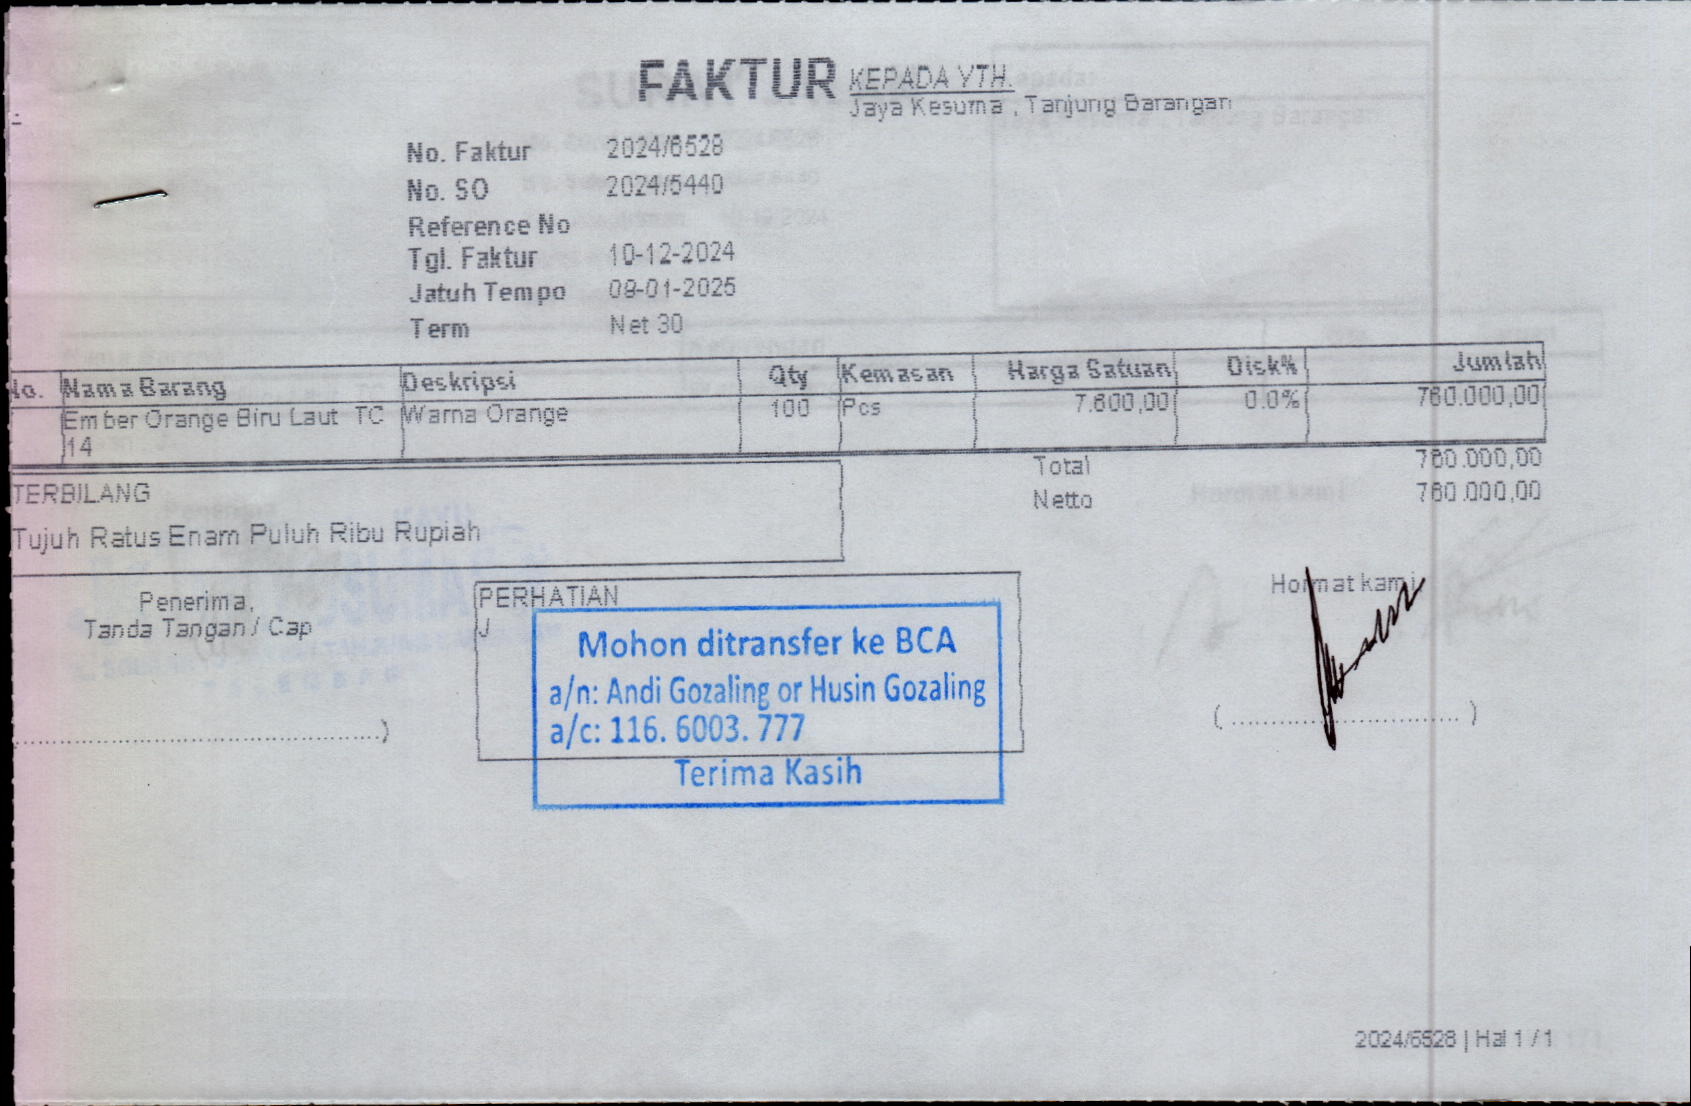 FAKTUR
KEPADA YTH.
Jaya Kesuma , Tanjung Barangan
No. Faktur 2024/6528
No. SO 2024/5440
Reference No
Tgl. Faktur 10-12-2024
Jatuh Tempo 09-01-2025
Term Net 30
No. Nama Barang Deskripsi Qty Kemasan Harga Satuan Disk% Jumlah
Ember Orange Biru Laut TC Warna Orange 100 Pcs 7.600,00 0.0% 760.000,00
14
Total 760.000,00
TERBILANG
Netto 760.000,00
Tujuh Ratus Enam Puluh Ribu Rupiah
Penerima,
Tanda Tangan / Cap
PERHATIAN
J
Hormat kami
Mohon ditransfer ke BCA
a/n: Andi Gozaling or Husin Gozaling
a/c: 116. 6003. 777
Terima Kasih
2024/6528 | Hal 1 / 1